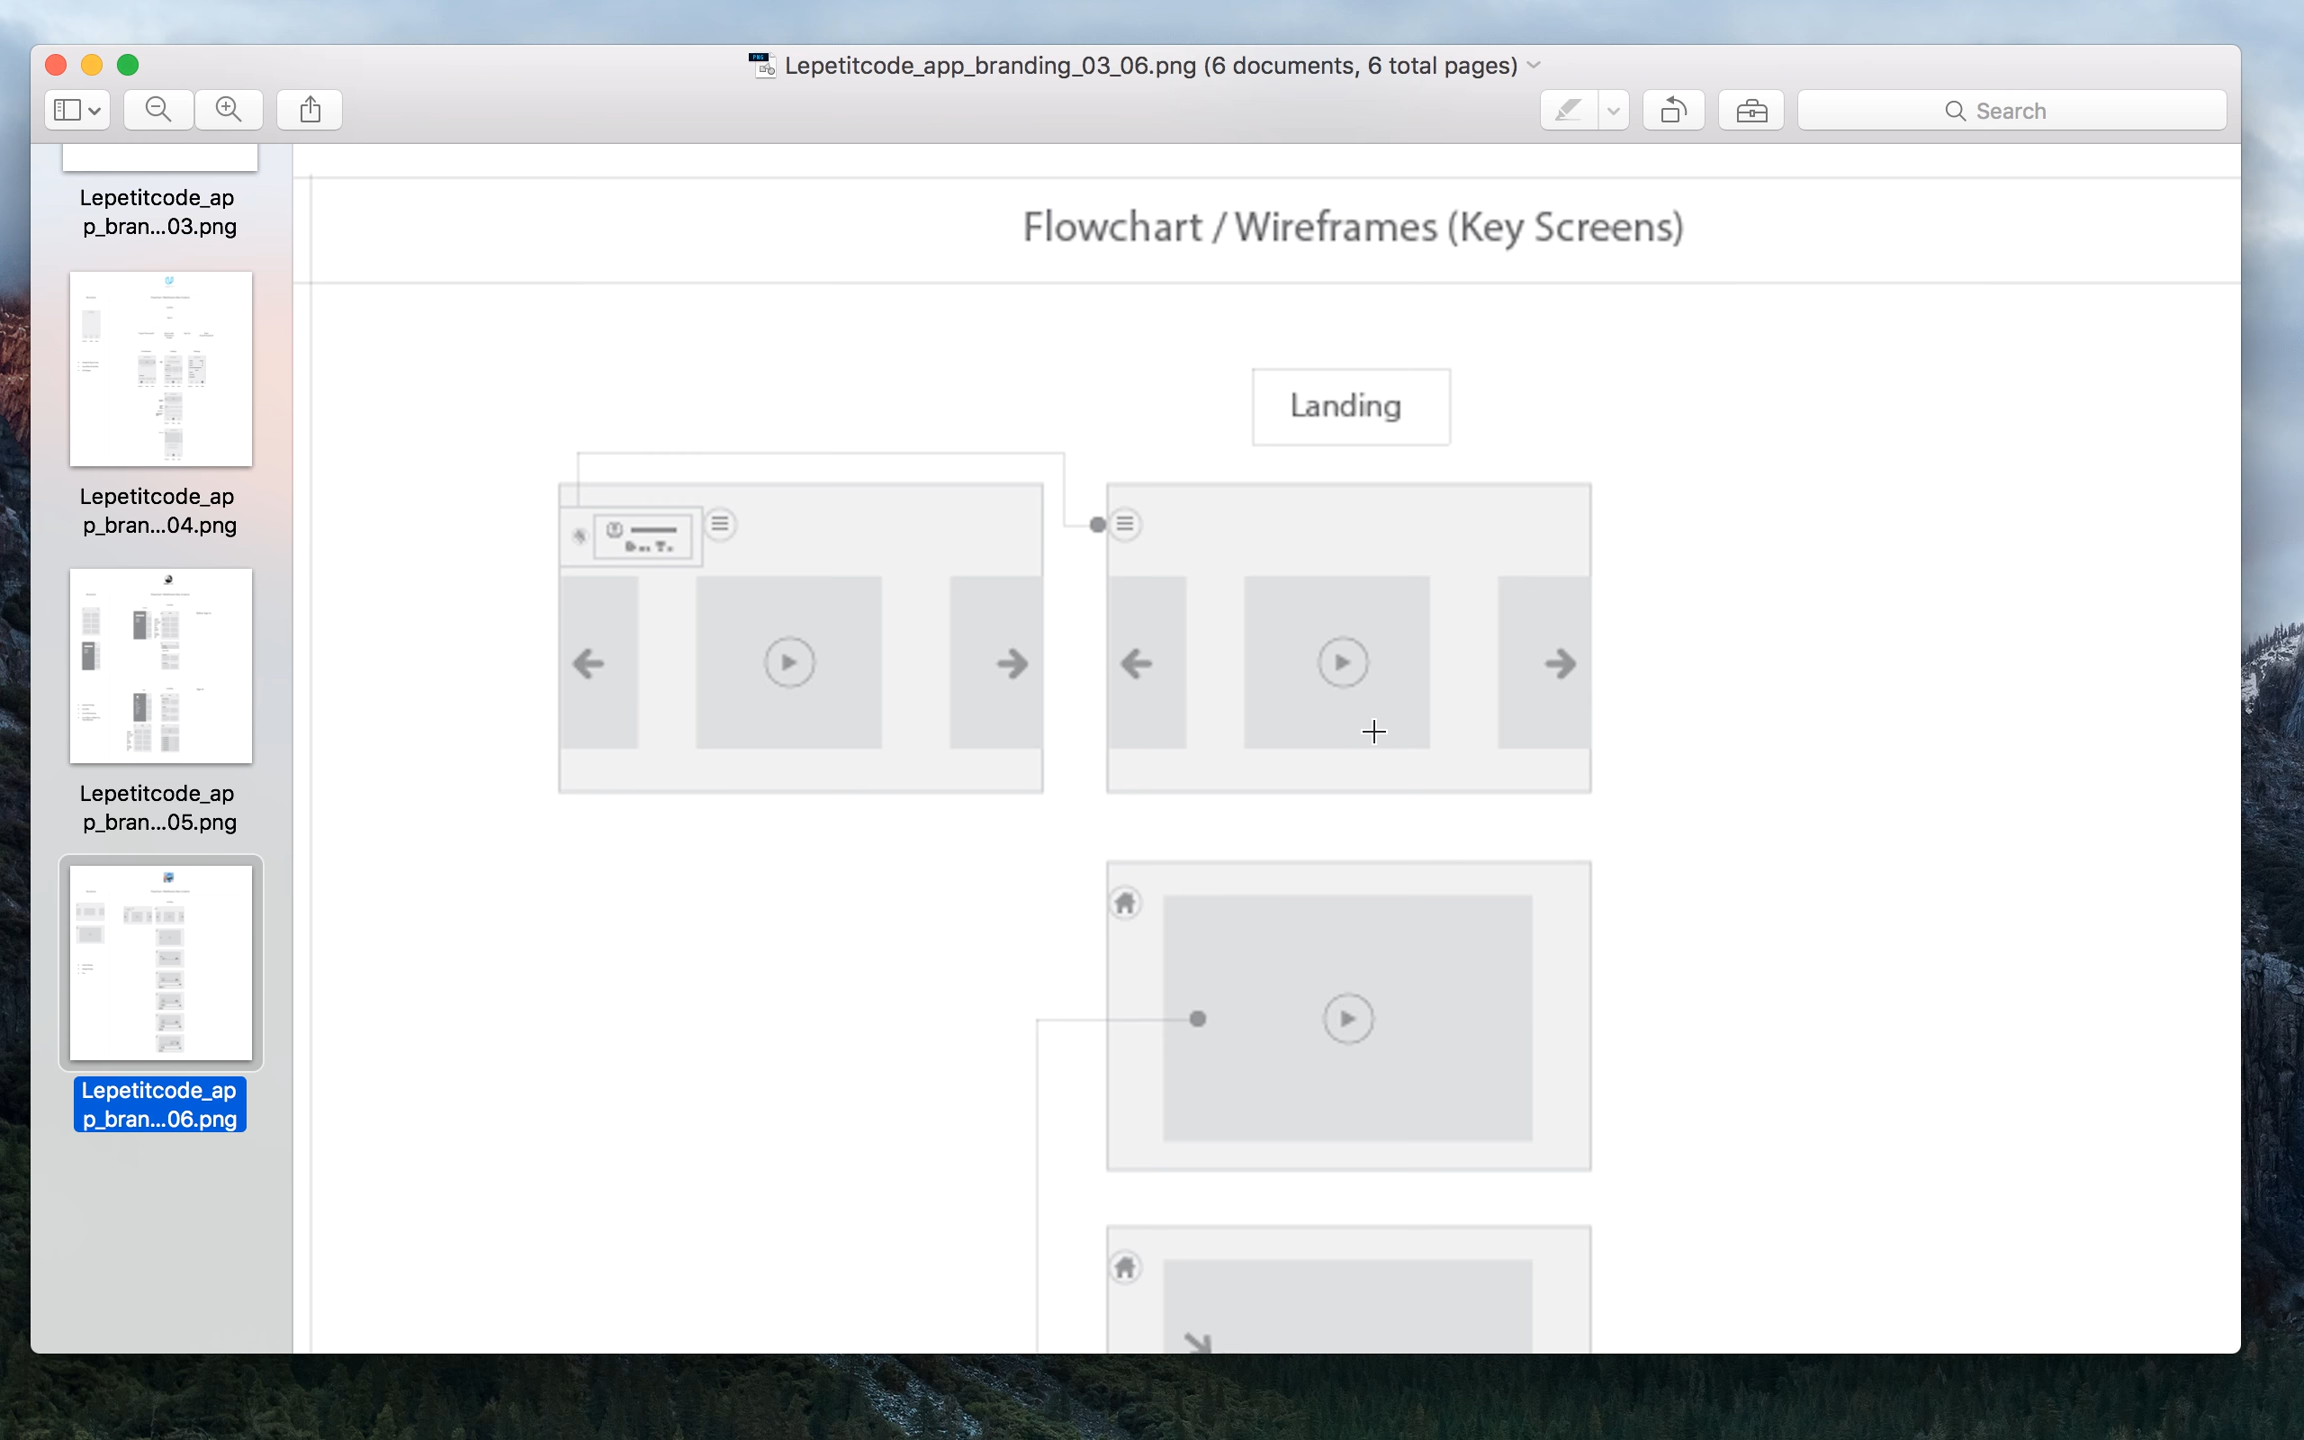 Lepetitcode_app_branding_03_06.png (6 documents, 6 total pages)
Search
Lepetitcode_ap
p_bran...03.png
Lepetitcode_ap
p_bran...04.png
Lepetitcode_ap
p_bran...05.png
Lepetitcode_ap
p_bran...06.png
Flowchart / Wireframes (Key Screens)
Landing